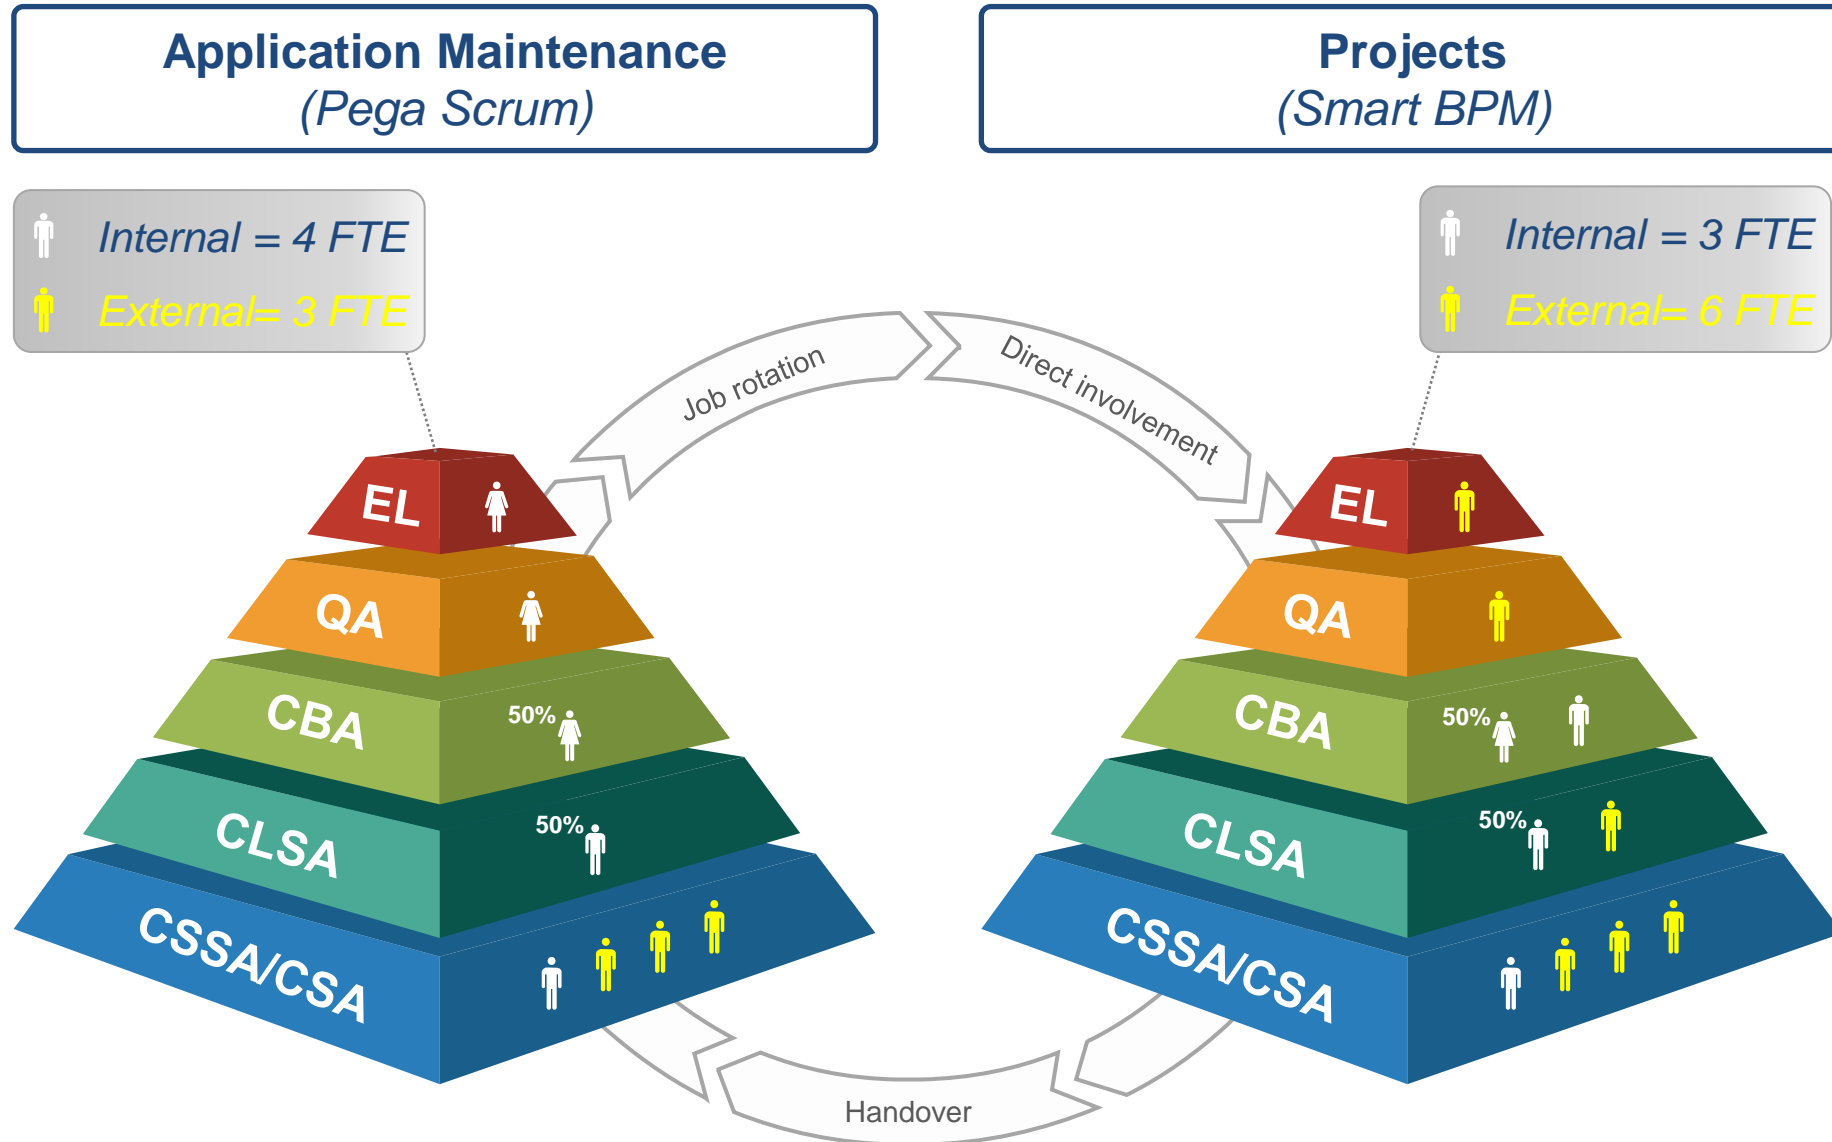 Application Maintenance
(Pega Scrum)
Projects
(Smart BPM)
Internal = 4 FTE
External= 3 FTE
Internal = 3 FTE
External= 6 FTE
Job rotation
Direct involvement
EL
QA
CBA
50%
CLSA
50%
CSSA/CSA
EL
QA
CBA
50%
CLSA
50%
CSSA/CSA
Handover